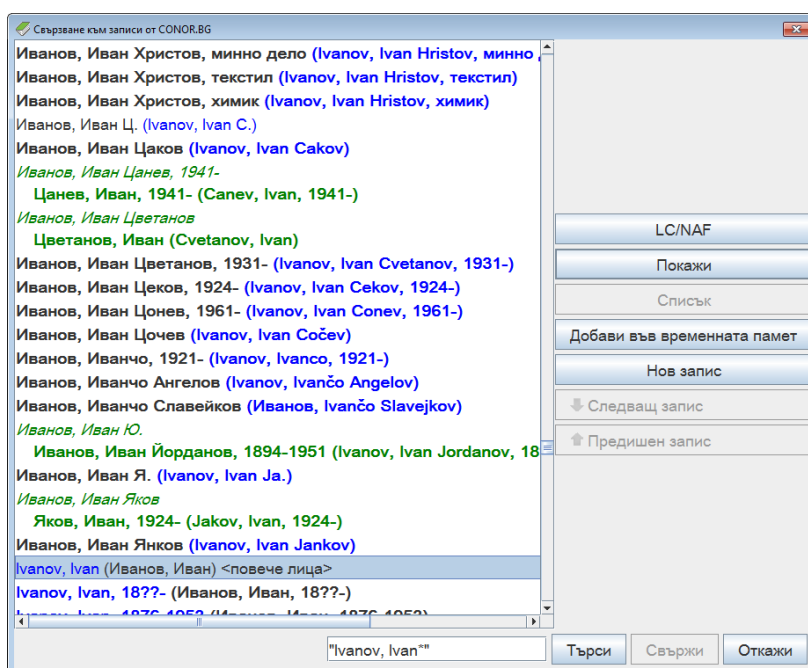 Свързване към записи от CONOR.BG
Иванов, Иван Христов, минно дело (Ivanov, Ivan Hristov, минно
Иванов, Иван Христов, текстил (Ivanov, Ivan Hristov, текстил)
Иванов, Иван Христов, химик (Ivanov, Ivan Hristov, химик)
Иванов, Иван Ц. (Ivanov, Ivan C.)
Иванов, Иван Цаков (Ivanov, Ivan Cakov)
Иванов, Иван Цанев, 1941-
Цанев, Иван, 1941- (Canev, Ivan, 1941-)
Иванов, Иван Цветанов
Цветанов, Иван (Cvetanov, Ivan)
Иванов, Иван Цветанов, 1931- (Ivanov, Ivan Cvetanov, 1931-)
Иванов, Иван Цеков, 1924- (Ivanov, Ivan Cekov, 1924-)
Иванов, Иван Цонев, 1961- (Ivanov, Ivan Conev, 1961-)
Иванов, Иван Цочев (Ivanov, Ivan Cočev)
Иванов, Иванчо, 1921- (Ivanov, Ivanco, 1921-)
Иванов, Иванчо Ангелов (Ivanov, Ivančo Angelov)
Иванов, Иванчо Славейков (Иванов, Ivančo Slavejkov)
Иванов, Иван Ю.
Иванов, Иван Йорданов, 1894-1951 (Ivanov, Ivan Jordanov, 18
Иванов, Иван Я. (Ivanov, Ivan Ja.)
Иванов, Иван Яков
Яков, Иван, 1924- (Jakov, Ivan, 1924-)
Иванов, Иван Янков (Ivanov, Ivan Jankov)
Ivanov, Ivan (Иванов, Иван) <повече лица>
Ivanov, Ivan, 18??- (Иванов, Иван, 18??-)
Ivanov, Ivan, 1876-1953 (Иванов, Иван, 1876-1953)
LC/NAF
Покажи
Списък
Добави във временната памет
Нов запис
Следващ запис
Предишен запис
"Ivanov, Ivan*"
Търси
Свържи
Откажи